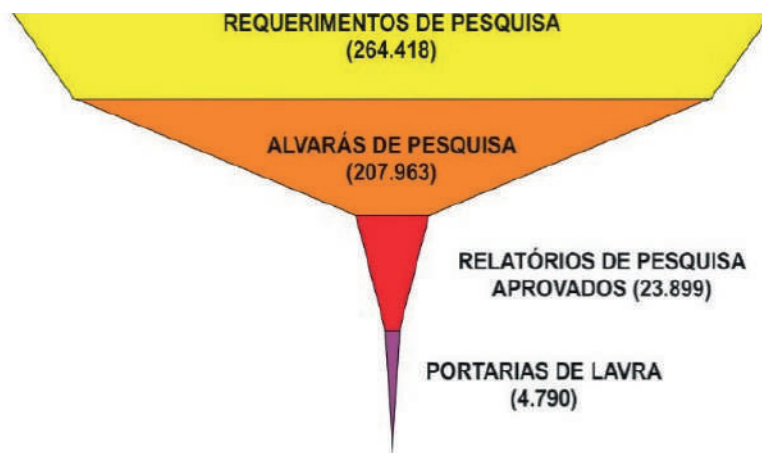 REQUERIMENTOS DE PESQUISA
(264.418)
ALVARÁS DE PESQUISA
(207.963)
RELATÓRIOS DE PESQUISA
APROVADOS (23.899)
PORTARIAS DE LAVRA
(4.790)